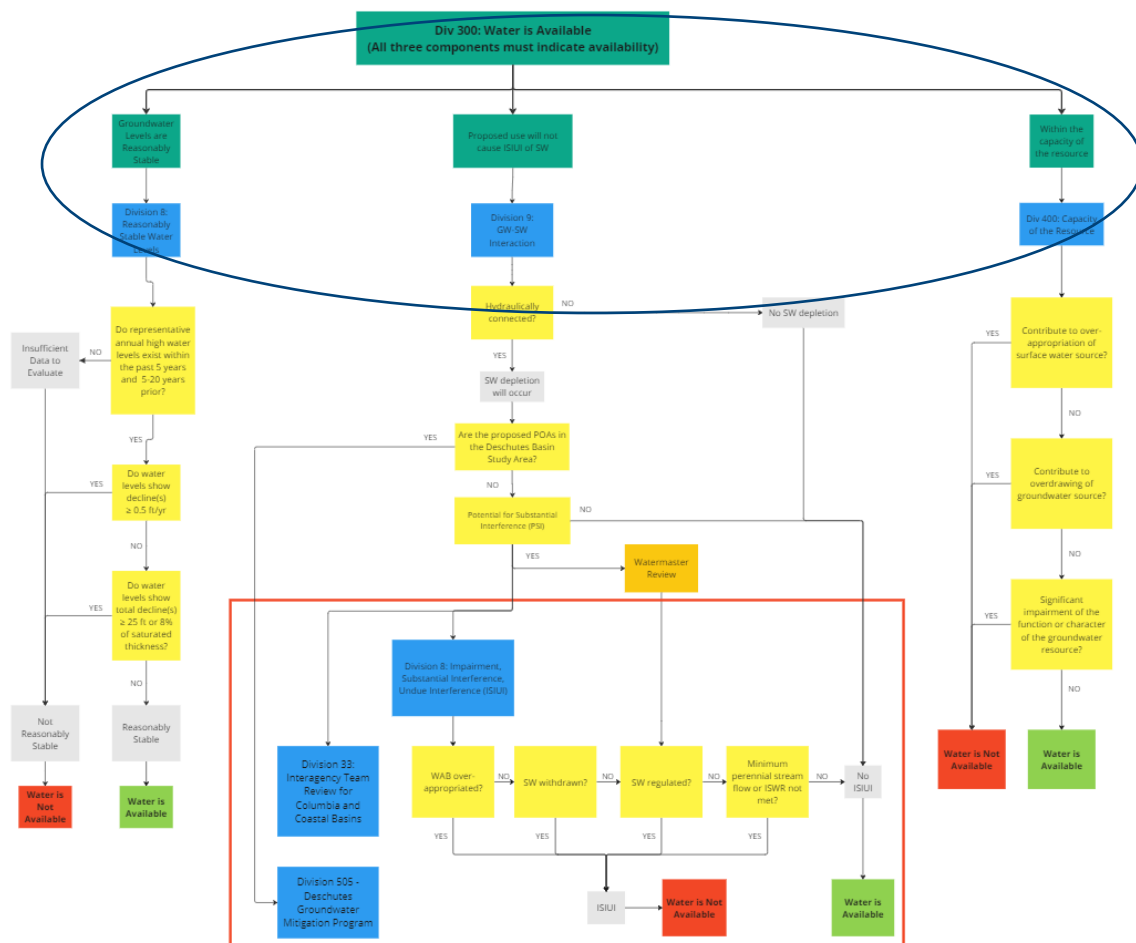 Div 300: Water Is Available
(All three components must indicate availability)
Groundwater
Levels are
Reasonably
Stable
Proposed use will not
cause ISIUI of SW
Within the
capacity of
the resource
Division 8:
Reasonably
Stable Water
Levels
Division 9:
GW-SW
Interaction
Div 400: Capacity
of the Resource
Hydraulically
connected?
NO
No SW depletion
Do representative
annual high water
levels exist within
the past 5 years
and 5-20 years
prior?
NO
Insufficient
Data to
Evaluate
YES
Contribute to over-
appropriation of
surface water source?
YES
SW depletion
will occur
NO
YES
Are the proposed POAs in
the Deschutes Basin
Study Area?
YES
Do water
levels show
decline(s)
≥ 0.5 ft/yr
YES
NO
YES
Contribute to
overdrawing of
groundwater source?
Potential for Substantial
Interference (PSI)
NO
NO
YES
Watermaster
Review
NO
Do water
levels show
total decline(s)
≥ 25 ft or 8%
of saturated
thickness?
YES
YES
Significant
impairment of the
function or character
of the groundwater
resource?
Division 8: Impairment,
Substantial Interference,
Undue Interference (ISIUI)
NO
NO
Not
Reasonably
Stable
Reasonably
Stable
Water is Not
Available
Water is
Available
Division 33:
Interagency Team
Review for
Columbia and
Coastal Basins
WAB over-
appropriated?
NO
SW withdrawn?
NO
SW regulated?
NO
Minimum
perennial stream
flow or ISWR not
met?
NO
No
ISIUI
Water is
Not
Available
Water is
Available
YES
YES
YES
YES
Division 505 -
Deschutes
Groundwater
Mitigation Program
ISIUI
Water is Not
Available
Water is
Available